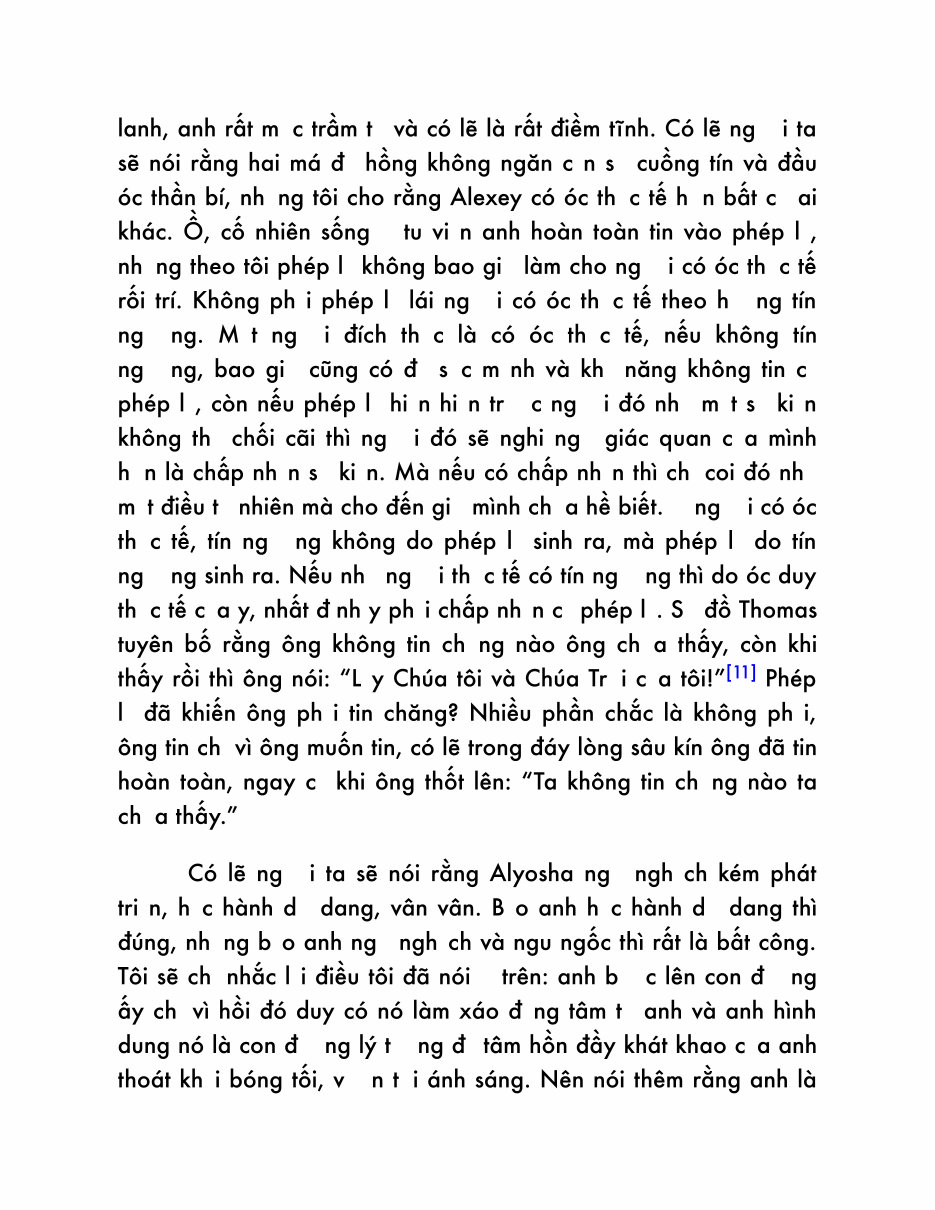 lanh, anh rất m c trầm t và có lẽ là rất điềm tĩnh. Có lẽ ng i ta
sẽ nói rằng hai má đ hồng không ngăn c n s cuồng tín và đầu
óc thần bí, nh ng tôi cho rằng Alexey có óc th c tế h n bất c ai
khác. Ồ, cố nhiên sống tu vi n anh hoàn toàn tin vào phép l ,
nh ng theo tôi phép l không bao gi làm cho ng i có óc th c tế
rối trí. Không ph i phép l lái ng i có óc th c tế theo h ng tín
ng ng. M t ng i đích th c là có óc th c tế, nếu không tín
ng ng, bao gi cũng có đ s c m nh và kh năng không tin c
phép l , còn nếu phép l hi n hi n tr c ng i đó nh m t s ki n
không th chối cãi thì ng i đó sẽ nghi ng giác quan c a mình
h n là chấp nh n s ki n. Mà nếu có chấp nh n thì ch coi đó nh
m t điều t nhiên mà cho đến gi mình ch a hề biết. ng i có óc
th c tế, tín ng ng không do phép l sinh ra, mà phép l do tín
ng ng sinh ra. Nếu nh ng i th c tế có tín ng ng thì do óc duy
th c tế c a y, nhất đ nh y ph i chấp nh n c phép l . S đồ Thomas
tuyên bố rằng ông không tin ch ng nào ông ch a thấy, còn khi
thấy rồi thì ông nói: “L y Chúa tôi và Chúa Tr i c a tôi!”[11] Phép
l đã khiến ông ph i tin chăng? Nhiều phần chắc là không ph i,
ông tin ch vì ông muốn tin, có lẽ trong đáy lòng sâu kín ông đã tin
hoàn toàn, ngay c khi ông thốt lên: “Ta không tin ch ng nào ta
ch a thấy.”
Có lẽ ng i ta sẽ nói rằng Alyosha ng ngh ch kém phát
tri n, h c hành d dang, vân vân. B o anh h c hành d dang thì
đúng, nh ng b o anh ng ngh ch và ngu ngốc thì rất là bất công.
Tôi sẽ ch nhắc l i điều tôi đã nói trên: anh b c lên con đ ng
ấy ch vì hồi đó duy có nó làm xáo đ ng tâm t anh và anh hình
dung nó là con đ ng lý t ng đ tâm hồn đầy khát khao c a anh
thoát kh i bóng tối, v n t i ánh sáng. Nên nói thêm rằng anh là